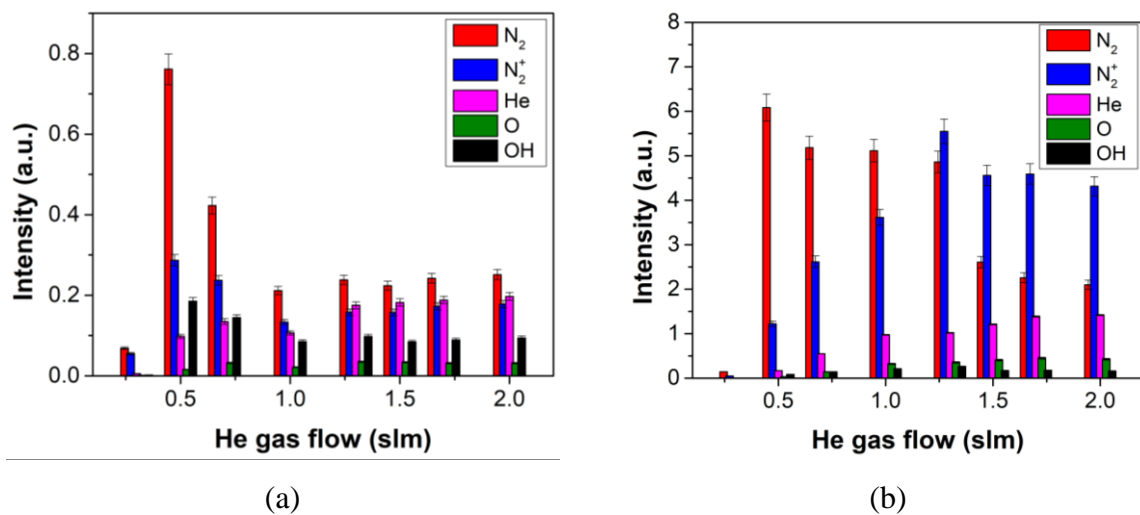 N₂
N₂⁺
He
O
OH
0.8
0.6
0.4
0.2
0.0
Intensity (a.u.)
0.5 1.0 1.5 2.0
He gas flow (slm)
(a)
N₂
N₂⁺
He
O
OH
8
7
6
5
4
3
2
1
0
Intensity (a.u.)
0.5 1.0 1.5 2.0
He gas flow (slm)
(b)